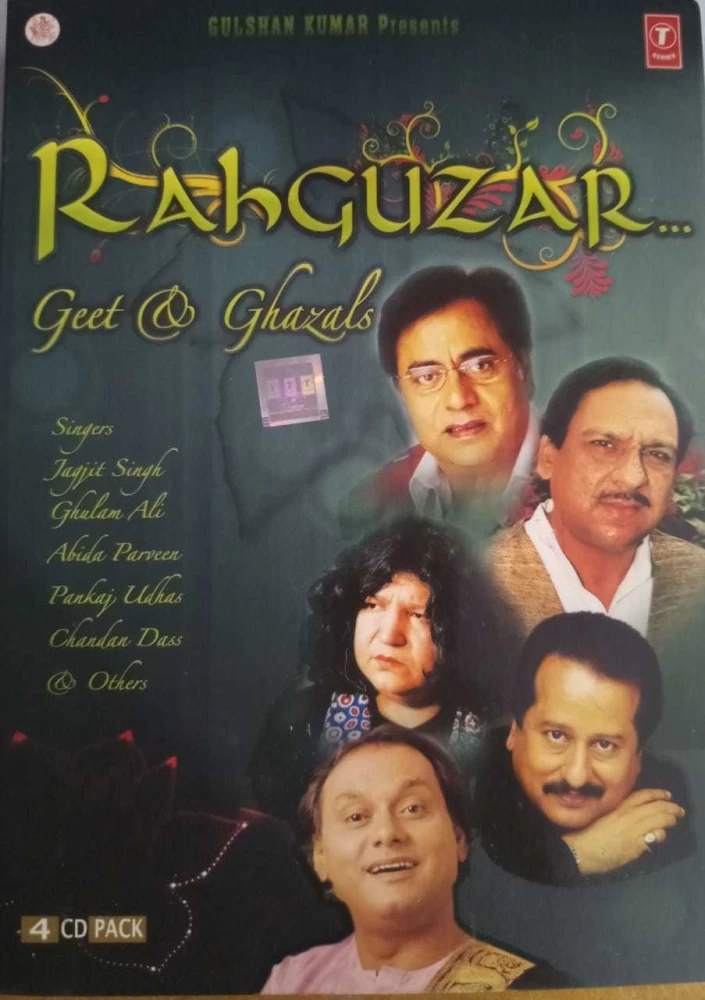 GULSHAN KUMAR Presents
T
SERIES
Rahguzar...
Geet & Ghazals
Singers
Jagjit Singh
Ghulam Ali
Abida Parveen
Pankaj Udhas
Chandan Dass
& Others
4 CD PACK